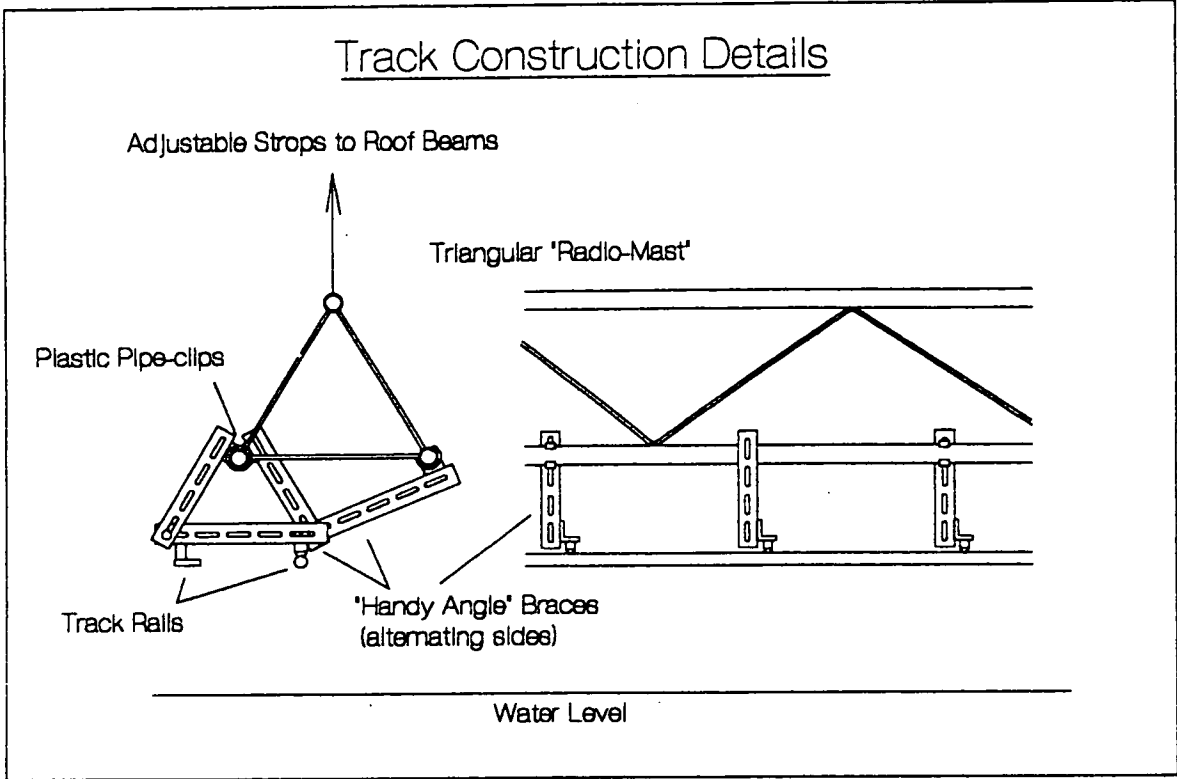 Track Construction Details
Adjustable Strops to Roof Beams
Triangular "Radio-Mast"
Plastic Pipe-clips
Track Rails
"Handy Angle" Braces
(alternating sides)
Water Level